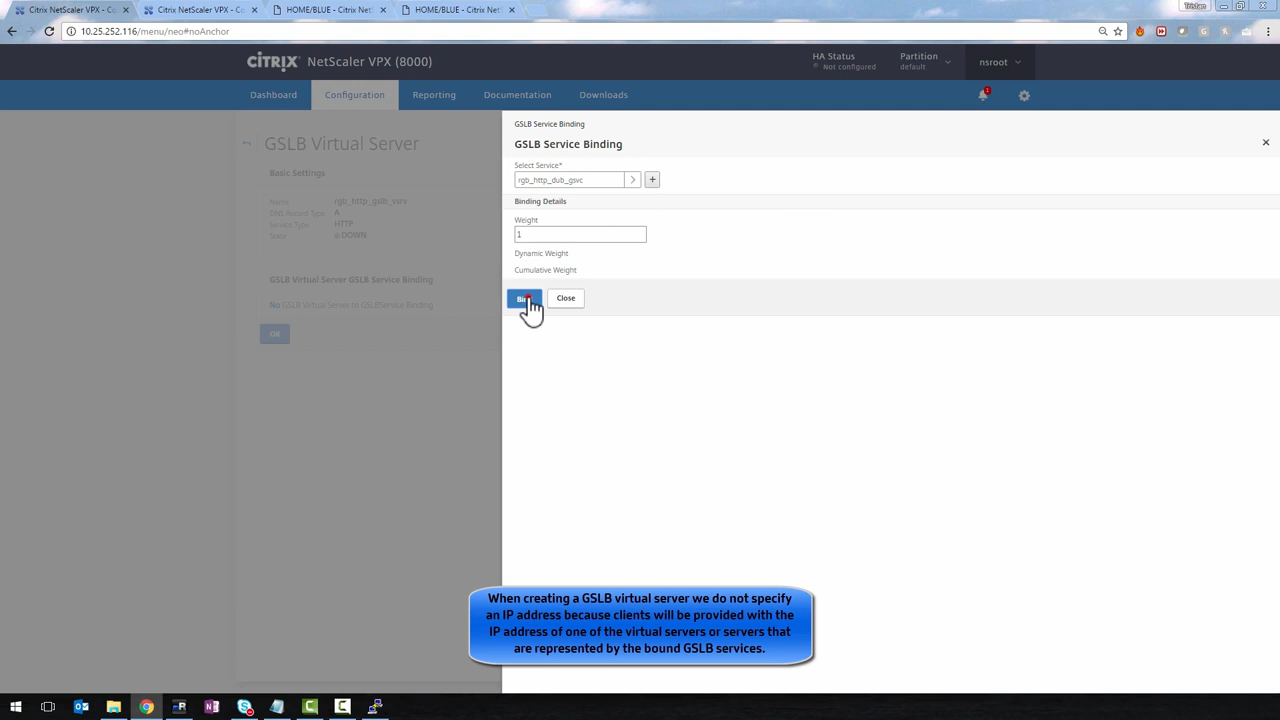 Citrix NetScaler VPX - Co
Citrix NetScaler VPX - Co
HOME/BLUE - Citrix NetS
HOME/BLUE - Citrix NetS
Tristan
10.25.252.116/menu/neo#noAnchor
CITRIX NetScaler VPX (8000)
HA Status
Not configured
Partition
default
nsroot
Dashboard
Configuration
Reporting
Documentation
Downloads
1
GSLB Virtual Server
Basic Settings
Name rgb_http_gslb_vsrv
DNS Record Type A
Service Type HTTP
State DOWN
GSLB Virtual Server GSLB Service Binding
No GSLB Virtual Server to GSLBService Binding
OK
GSLB Service Binding
GSLB Service Binding
Select Service*
rgb_http_dub_gsvc
Binding Details
Weight
1
Dynamic Weight
Cumulative Weight
Close
When creating a GSLB virtual server we do not specify
an IP address because clients will be provided with the
IP address of one of the virtual servers or servers that
are represented by the bound GSLB services.